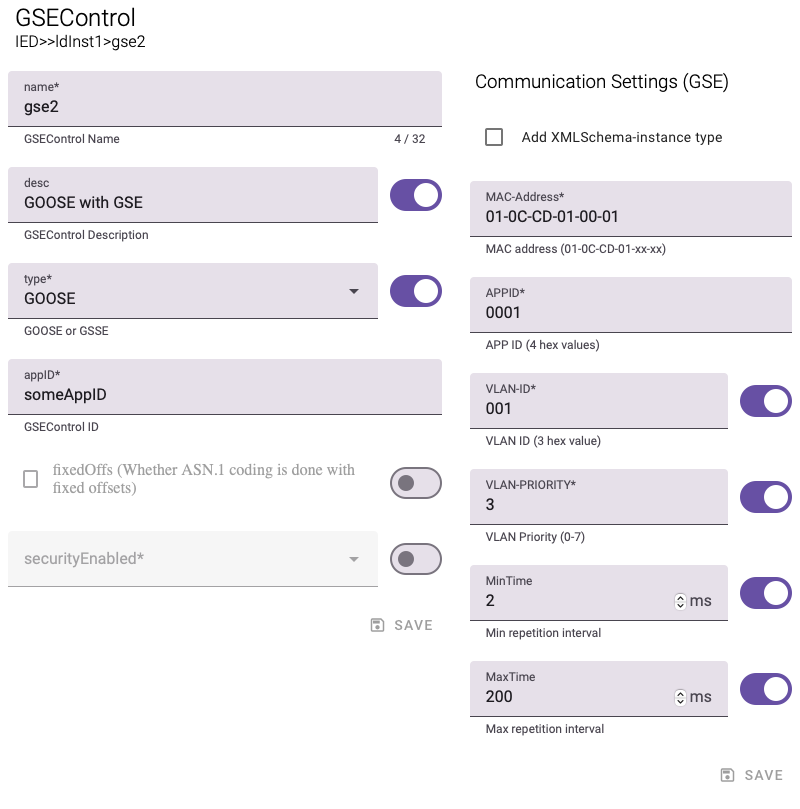 GSEControl
IED>>ldInst1>gse2
name*
gse2
GSEControl Name
4 / 32
desc
GOOSE with GSE
GSEControl Description
type*
GOOSE
GOOSE or GSSE
appID*
someAppID
GSEControl ID
fixedOffs (Whether ASN.1 coding is done with
fixed offsets)
securityEnabled*
SAVE
Communication Settings (GSE)
Add XMLSchema-instance type
MAC-Address*
01-0C-CD-01-00-01
MAC address (01-0C-CD-01-xx-xx)
APPID*
0001
APP ID (4 hex values)
VLAN-ID*
001
VLAN ID (3 hex value)
VLAN-PRIORITY*
3
VLAN Priority (0-7)
MinTime
2
ms
Min repetition interval
MaxTime
200
ms
Max repetition interval
SAVE